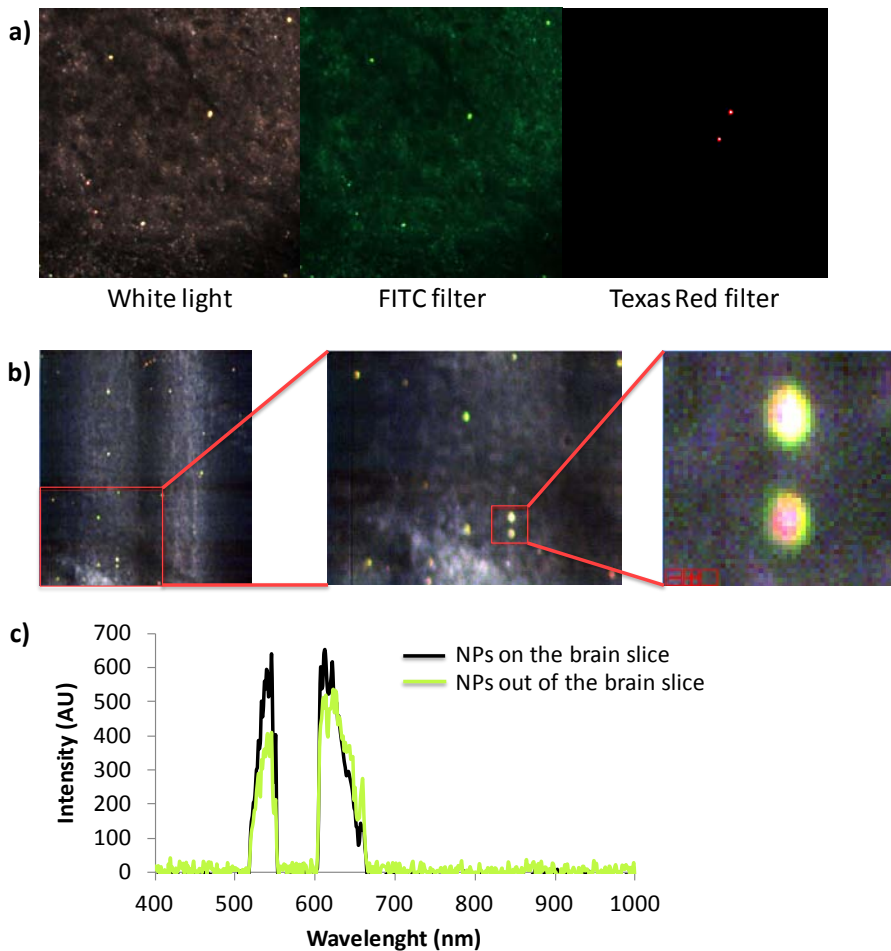 a)
White light
FITC filter
Texas Red filter
b)
c)
700
600
500
400
300
200
100
0
Intensity (AU)
NPs on the brain slice
NPs out of the brain slice
400 500 600 700 800 900 1000
Wavelenght (nm)